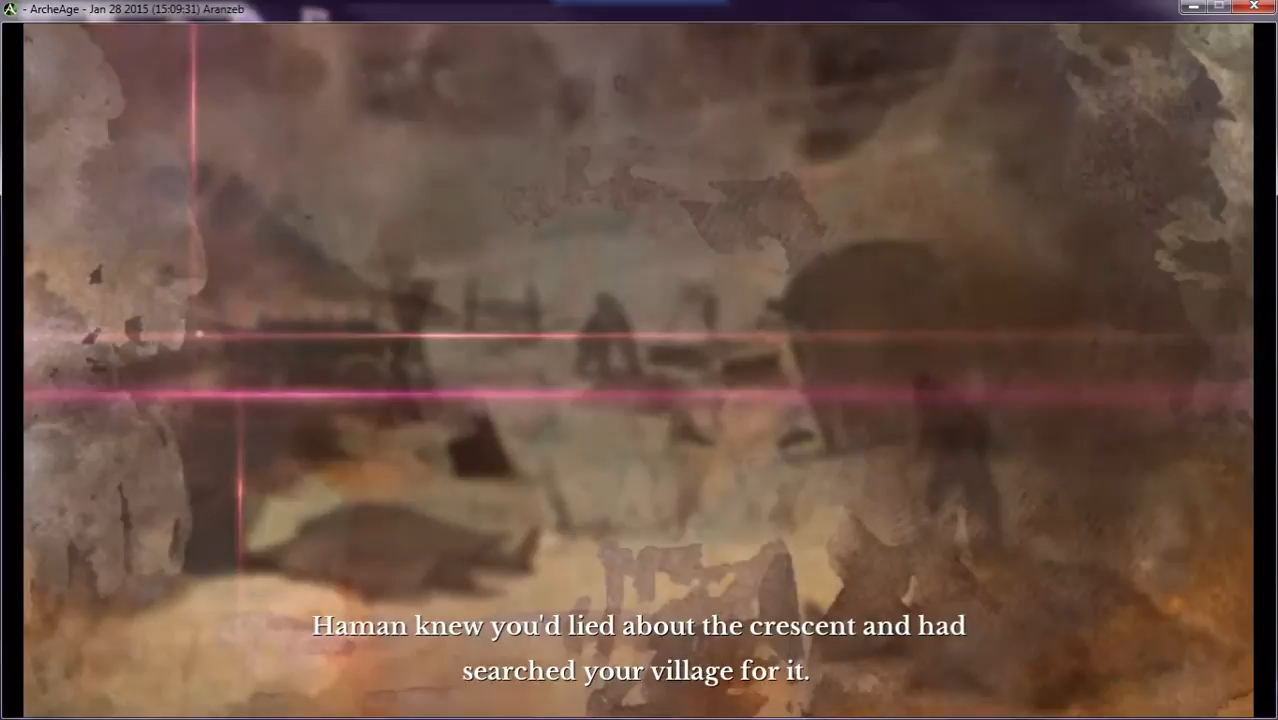 - ArcheAge - Jan 28 2015 (15:09:31) Aranzeb
Haman knew you'd lied about the crescent and had
searched your village for it.